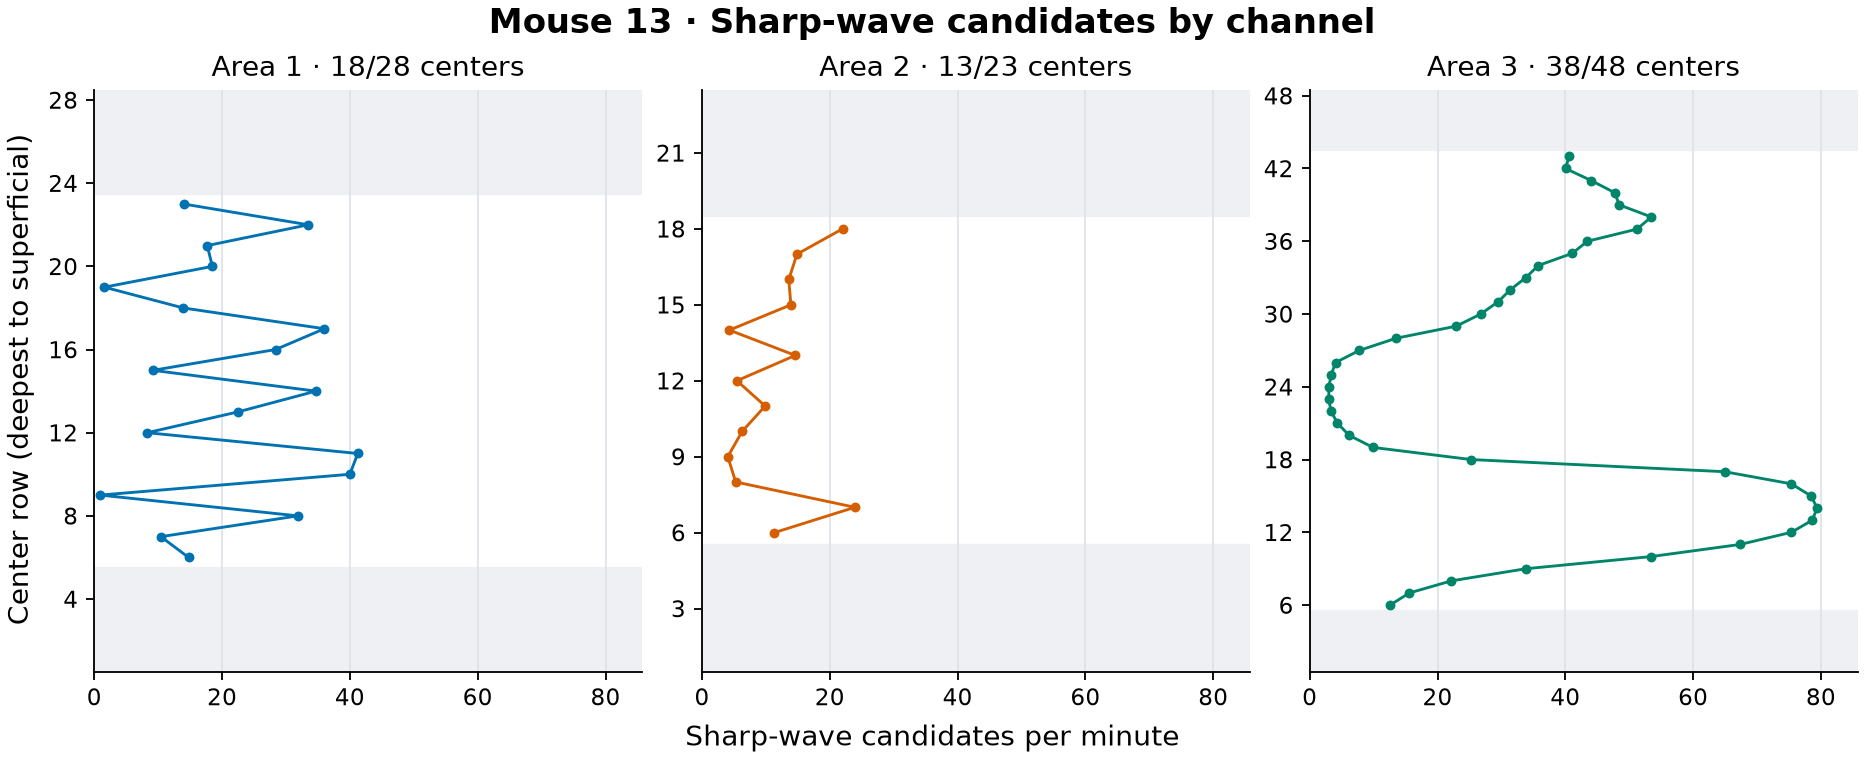 Mouse 13 · Sharp-wave candidates by channel
Area 1 · 18/28 centers
Area 2 · 13/23 centers
Area 3 · 38/48 centers
Center row (deepest to superficial)
28
24
20
16
12
8
4
0 20 40 60 80
21
18
15
12
9
6
3
0 20 40 60 80
48
42
36
30
24
18
12
6
0 20 40 60 80
Sharp-wave candidates per minute